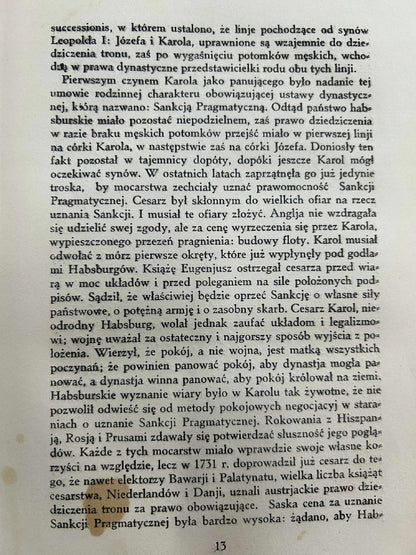 successionis, w którem ustalono, że linje pochodzące od synów
Leopolda I: Józefa i Karola, uprawnione są wzajemnie do dzie-
dziczenia tronu, zaś po wygaśnięciu potomków męskich, wcho-
dzą w prawa dynastyczne przedstawicielki rodu obu tych linji.
Pierwszym czynem Karola jako panującego było nadanie tej
umowie rodzinnej charakteru obowiązującej ustawy dynastycz-
nej, którą nazwano: Sankcją Pragmatyczną. Odtąd państwo habs-
burskie miało pozostać niepodzielnem, zaś prawo dziedziczenia
w razie braku męskich potomków przejść miało w pierwszej linji
na córki Karola, w następstwie zaś na córki Józefa. Doniosły ten
fakt pozostał w tajemnicy dopóty, dopóki jeszcze Karol mógł
oczekiwać synów. W ostatnich latach zaprzątnęła go już jedynie
troska, by mocarstwa zechciały uznać prawomocność Sankcji
Pragmatycznej. Cesarz był skłonnym do wielkich ofiar na rzecz
uznania Sankcji. I musiał te ofiary złożyć. Anglja nie wzdragała
się udzielić swej zgody, ale za cenę wyrzeczenia się przez Karola,
wypieszczonego przezeń pragnienia: budowy floty. Karol musiał
odwołać z mórz pierwsze okręty, które już wypłynęły pod godła-
mi Habsburgów. Książę Eugenjusz ostrzegał cesarza przed wia-
rą w moc układów i przed poleganiem na sile położonych pod-
pisów. Sądził, że właściwiej będzie oprzeć Sankcję o własne siły
państwowe, o potężną armję i o zasobny skarb. Cesarz Karol, nie-
odrodny Habsburg, wolał jednak zaufać układom i legalizmo-
wi; wojnę uważał za ostateczny i najgorszy sposób wyjścia z po-
łożenia. Wierzył, że pokój, a nie wojna, jest matką wszystkich
poczynań; że powinien panować pokój, aby dynastja mogła pa-
nować, a dynastja winna panować, aby pokój królował na ziemi.
Habsburskie wyznanie wiary było w Karolu tak żywotne, że nie
pozwolił odwieść się od metody pokojowych negocjacyj w stara-
niach o uznanie Sankcji Pragmatycznej. Rokowania z Hiszpan-
ją, Rosją i Prusami zdawały się potwierdzać słuszność jego poglą-
dów. Każde z tych mocarstw miało wprawdzie swoje własne ko-
rzyści na względzie, lecz w 1731 r. doprowadził już cesarz do te-
go, że nawet elektorzy Bawarji i Palatynatu, wielka liczba książąt
cesarstwa, Niederlandów i Danji, uznali austrjackie prawo dzie-
dziczenia tronu za prawo obowiązujące. Saska cena za uznanie
Sankcji Pragmatycznej była bardzo wysoka: żądano, aby Hab-
13